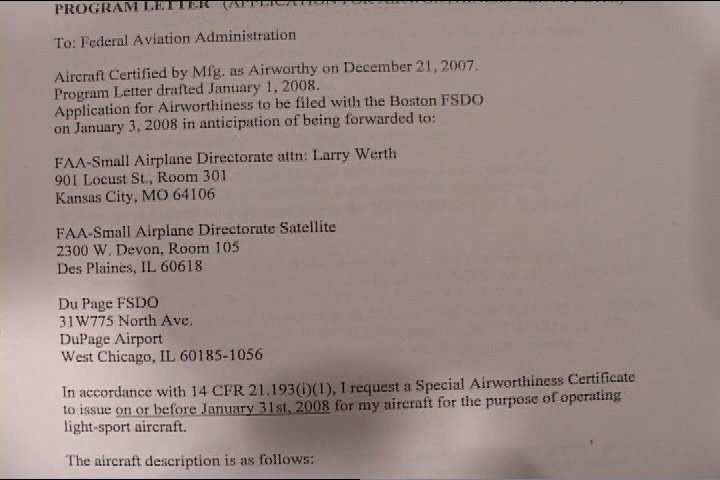 PROGRAM LETTER (APPLICATION FOR AIRWORTHINESS
To: Federal Aviation Administration
Aircraft Certified by Mfg. as Airworthy on December 21, 2007.
Program Letter drafted January 1, 2008.
Application for Airworthiness to be filed with the Boston FSDO
on January 3, 2008 in anticipation of being forwarded to:
FAA-Small Airplane Directorate attn: Larry Werth
901 Locust St., Room 301
Kansas City, MO 64106
FAA-Small Airplane Directorate Satellite
2300 W. Devon, Room 105
Des Plaines, IL 60618
Du Page FSDO
31W775 North Ave.
DuPage Airport
West Chicago, IL 60185-1056
In accordance with 14 CFR 21.193(i)(1), I request a Special Airworthiness Certificate
to issue on or before January 31st, 2008 for my aircraft for the purpose of operating
light-sport aircraft.
The aircraft description is as follows: